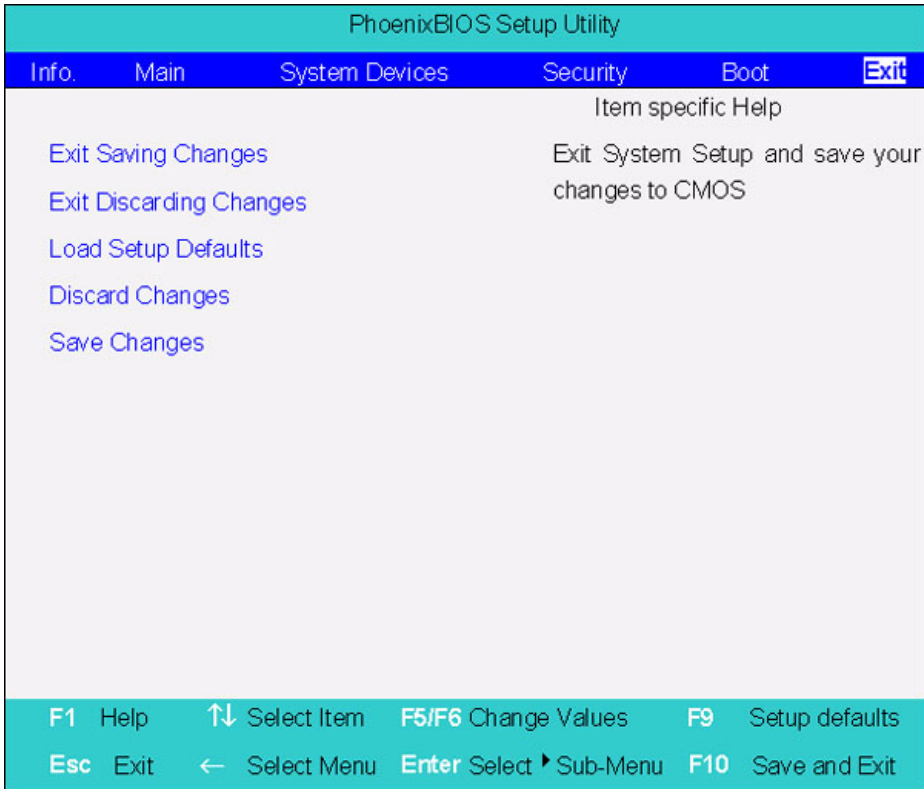 PhoenixBIOS Setup Utility
Info. Main System Devices Security Boot Exit
Item specific Help
Exit Saving Changes
Exit Discarding Changes
Load Setup Defaults
Discard Changes
Save Changes
Exit System Setup and save your
changes to CMOS
F1 Help ↑↓ Select Item F5/F6 Change Values F9 Setup defaults
Esc Exit ← Select Menu Enter Select ▸ Sub-Menu F10 Save and Exit